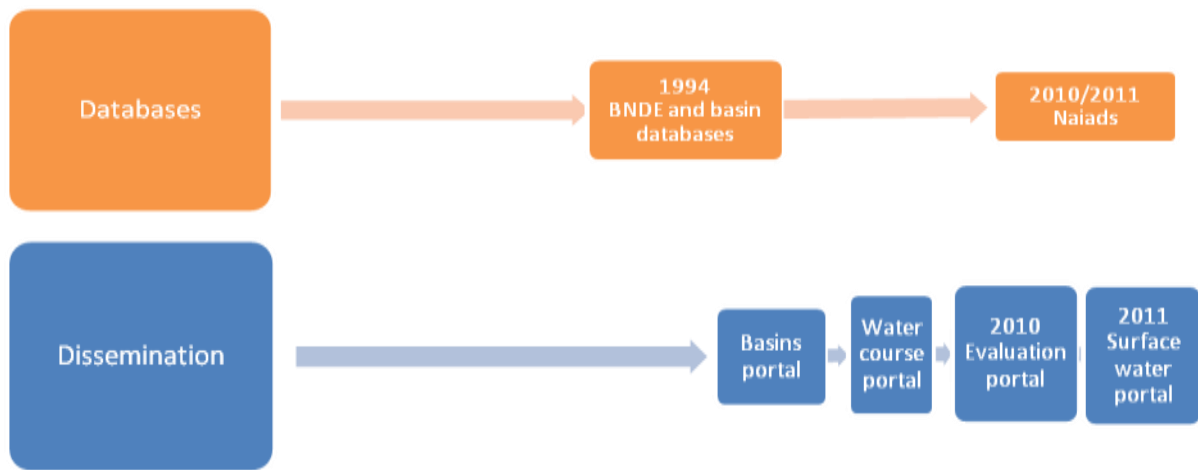 Databases
1994
BNDE and basin
databases
2010/2011
Naiads
Dissemination
Basins
portal
Water
course
portal
2010
Evaluation
portal
2011
Surface
water
portal